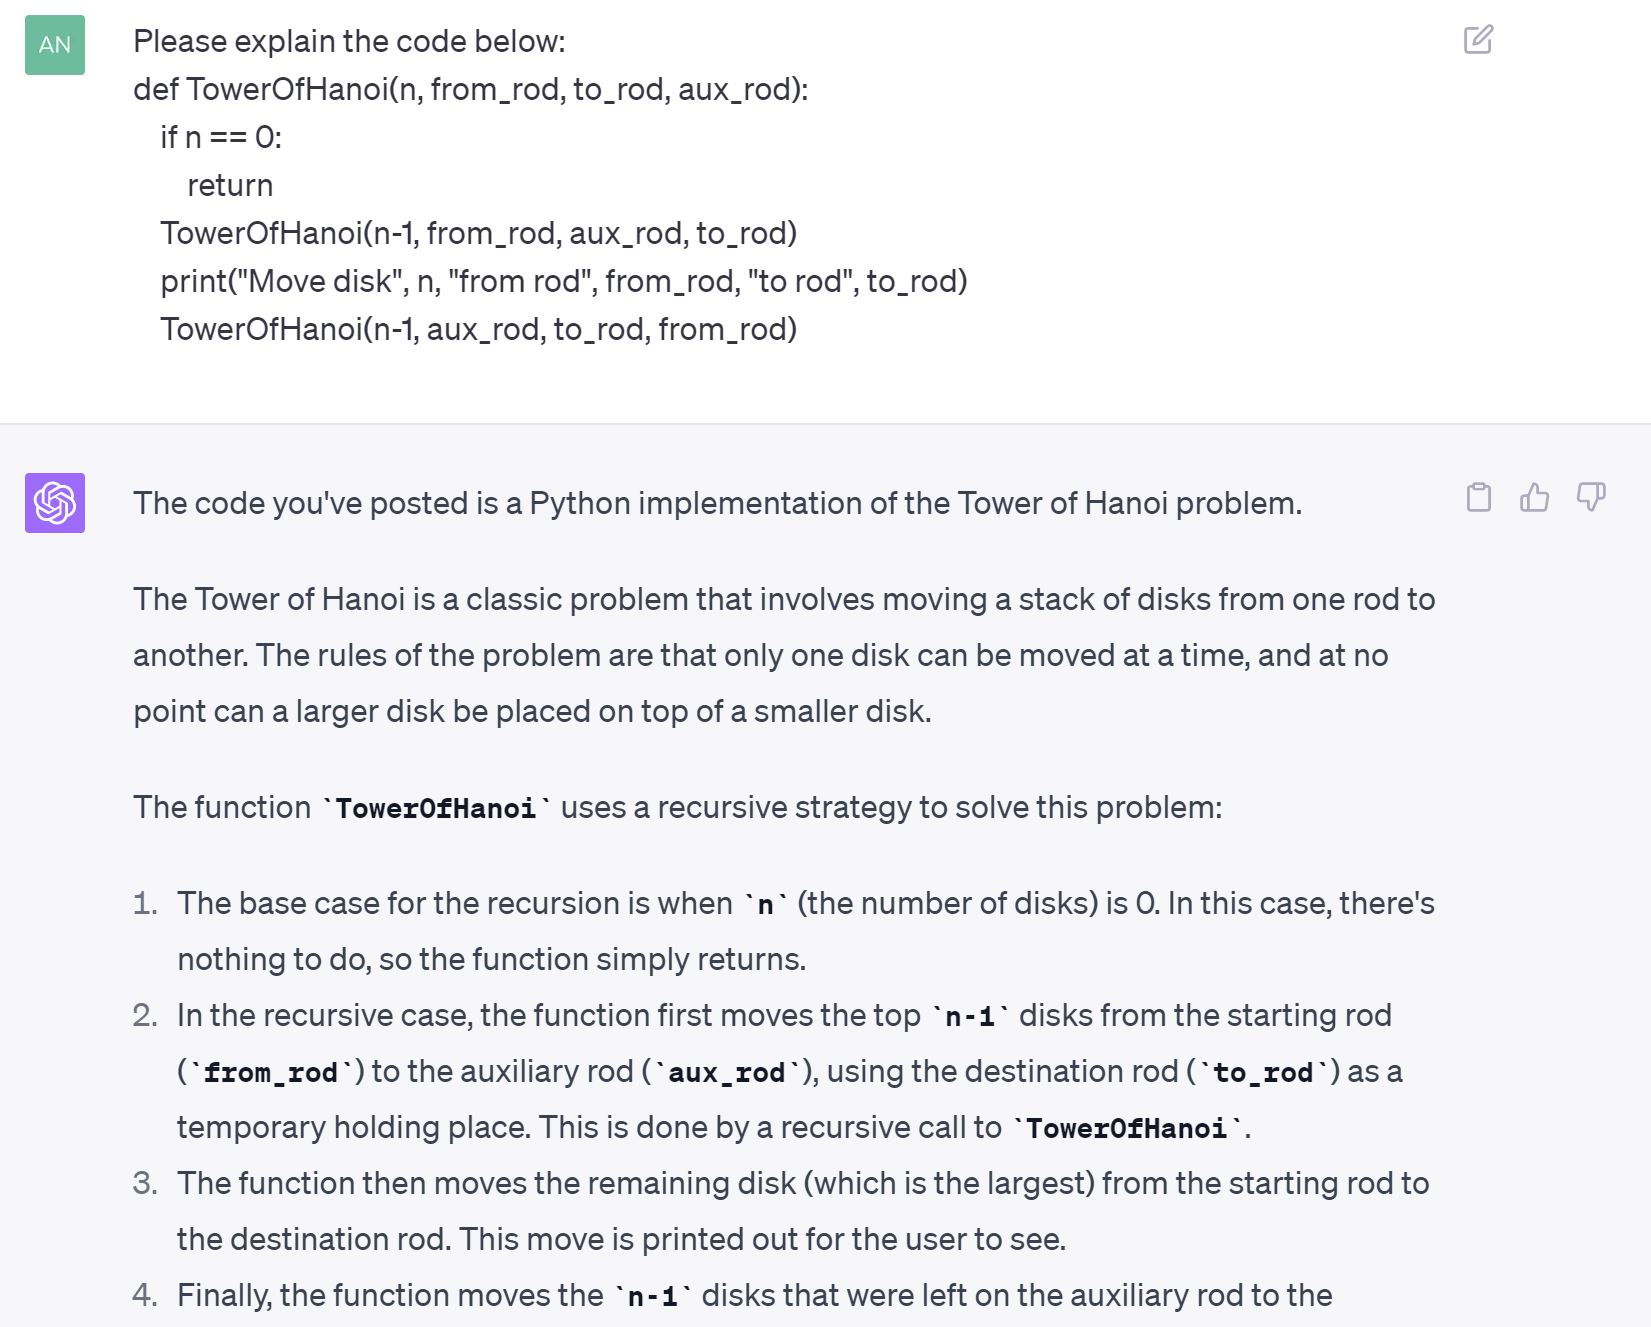 AN
Please explain the code below:
def TowerOfHanoi(n, from_rod, to_rod, aux_rod):
if n == 0:
return
TowerOfHanoi(n-1, from_rod, aux_rod, to_rod)
print("Move disk", n, "from rod", from_rod, "to rod", to_rod)
TowerOfHanoi(n-1, aux_rod, to_rod, from_rod)
The code you've posted is a Python implementation of the Tower of Hanoi problem.
The Tower of Hanoi is a classic problem that involves moving a stack of disks from one rod to
another. The rules of the problem are that only one disk can be moved at a time, and at no
point can a larger disk be placed on top of a smaller disk.
The function `TowerOfHanoi` uses a recursive strategy to solve this problem:
1. The base case for the recursion is when `n` (the number of disks) is 0. In this case, there's
nothing to do, so the function simply returns.
2. In the recursive case, the function first moves the top `n-1` disks from the starting rod
(`from_rod`) to the auxiliary rod (`aux_rod`), using the destination rod (`to_rod`) as a
temporary holding place. This is done by a recursive call to `TowerOfHanoi`.
3. The function then moves the remaining disk (which is the largest) from the starting rod to
the destination rod. This move is printed out for the user to see.
4. Finally, the function moves the `n-1` disks that were left on the auxiliary rod to the